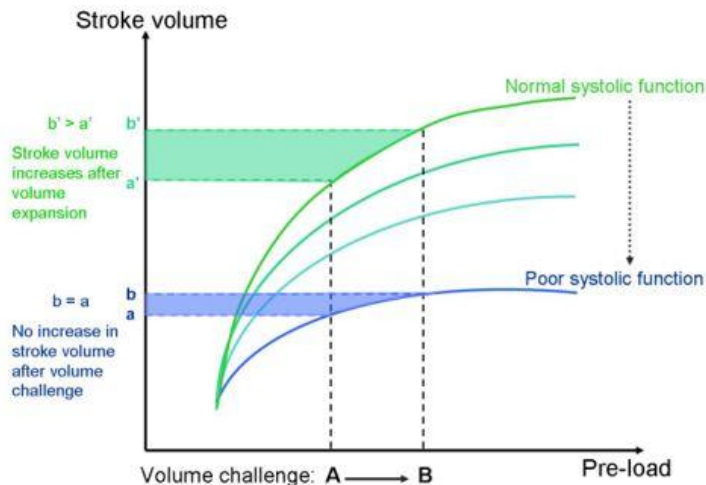 Stroke volume
Normal systolic function
b' > a'
b'
Stroke volume
increases after
volume
expansion
a'
Poor systolic function
b = a
b
a
No increase in
stroke volume
after volume
challenge
Volume challenge: A B
Pre-load